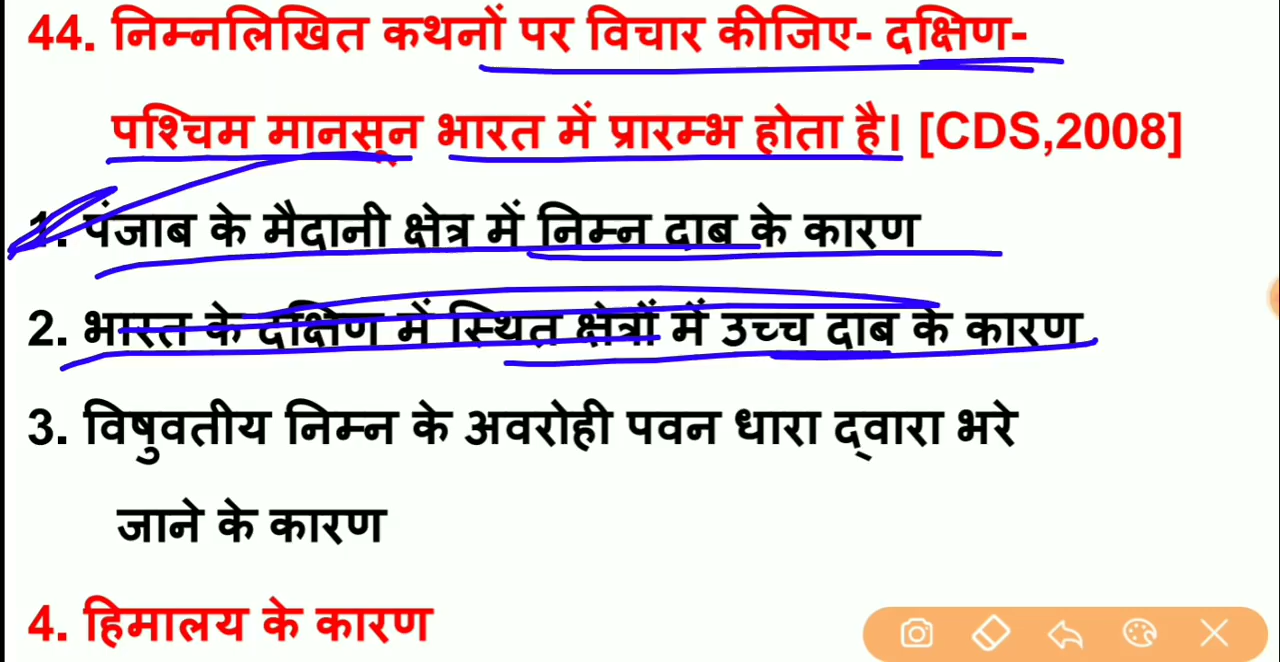 44. निम्नलिखित कथनों पर विचार कीजिए- दक्षिण-
पश्चिम मानसून भारत में प्रारम्भ होता है। [CDS,2008]
1. पंजाब के मैदानी क्षेत्र में निम्न दाब के कारण
2. भारत के दक्षिण में स्थित क्षेत्रों में उच्च दाब के कारण
3. विषुवतीय निम्न के अवरोही पवन धारा द्वारा भरे
जाने के कारण
4. हिमालय के कारण